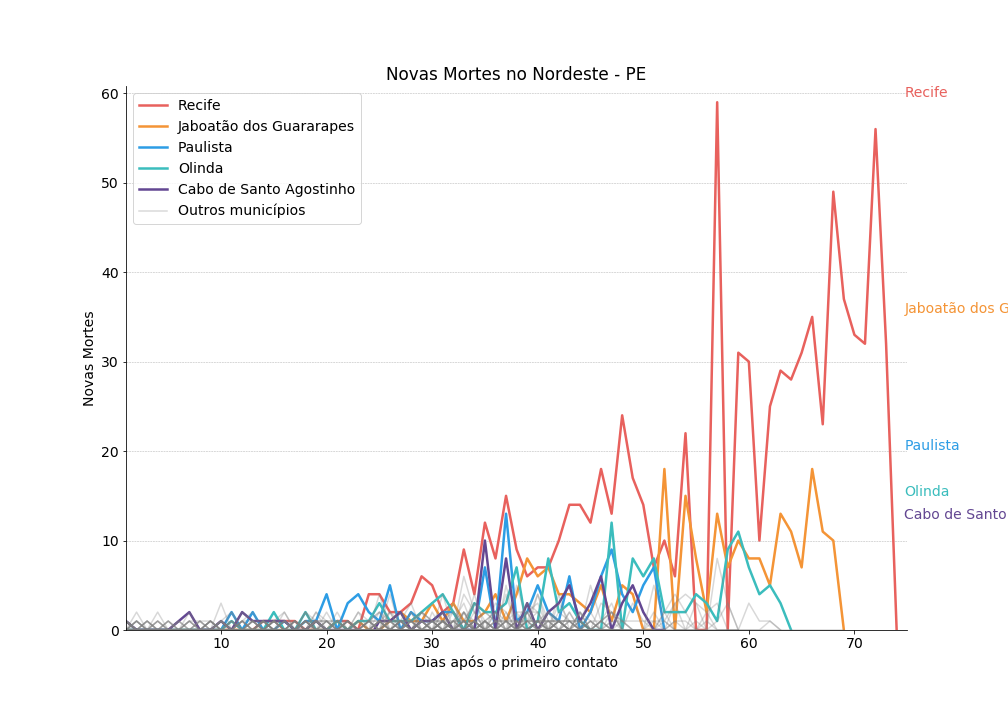 Novas Mortes no Nordeste - PE
Recife
Jaboatão dos Guararapes
Paulista
Olinda
Cabo de Santo Agostinho
Outros municípios
60
50
40
30
20
10
0
Novas Mortes
10
20
30
40
50
60
70
Dias após o primeiro contato
Recife
Jaboatão dos G
Paulista
Olinda
Cabo de Santo